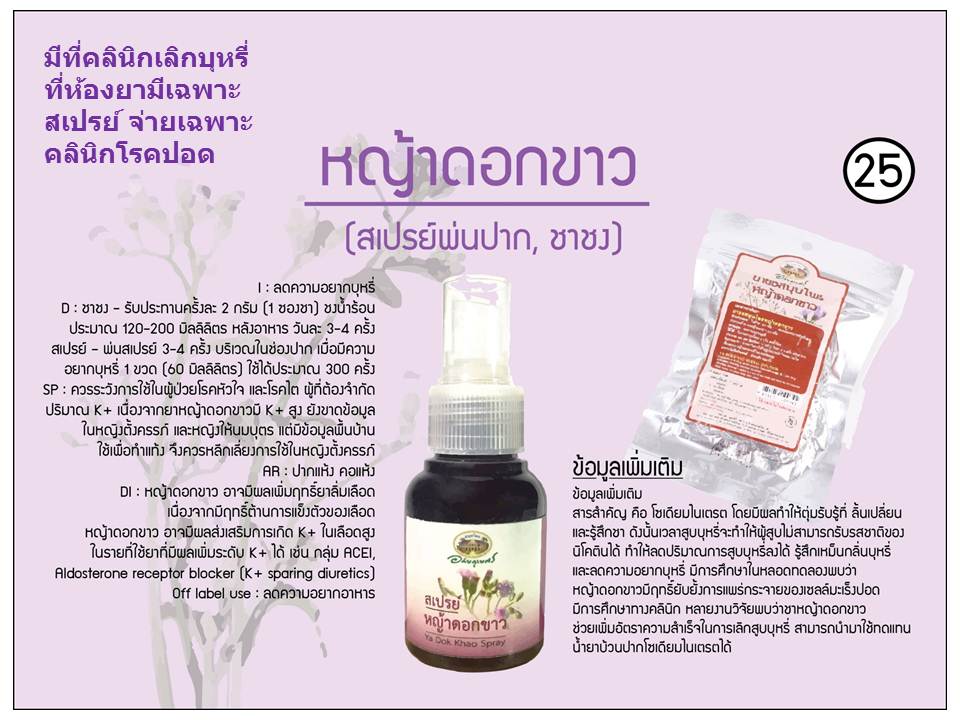 มีที่คลินิกเลิกบุหรี่
ที่ห้องยามีเฉพาะ
สเปรย์ จ่ายเฉพาะ
คลินิกโรคปอด
หญ้าดอกขาว
25
(สเปรย์พ่นปาก, ชาชง)
I : ลดความอยากบุหรี่
D : ชาชง – รับประทานครั้งละ 2 กรัม (1 ซองชา) ชงน้ำร้อน
ประมาณ 120-200 มิลลิลิตร หลังอาหาร วันละ 3-4 ครั้ง
สเปรย์ – พ่นสเปรย์ 3-4 ครั้ง บริเวณในช่องปาก เมื่อมีความ
อยากบุหรี่ 1 ขวด (60 มิลลิลิตร) ใช้ได้ประมาณ 300 ครั้ง
SP : ควรระวังการใช้ในผู้ป่วยโรคหัวใจ และโรคไต ผู้ที่ต้องจำกัด
ปริมาณ K+ เนื่องจากยาหญ้าดอกขาวมี K+ สูง ยังขาดข้อมูล
ในหญิงตั้งครรภ์ และหญิงให้นมบุตร แต่มีข้อมูลพื้นบ้าน
ใช้เพื่อทำแท้ง จึงควรหลีกเลี่ยงการใช้ในหญิงตั้งครรภ์
AR : ปากแห้ง คอแห้ง
DI : หญ้าดอกขาว อาจมีผลเพิ่มฤทธิ์ยาละลิ่มเลือด
เนื่องจากมีฤทธิ์ต้านการแข็งตัวของเลือด
หญ้าดอกขาว อาจมีผลส่งเสริมการเกิด K+ ในเลือดสูง
ในรายที่ใช้ยาที่มีผลเพิ่มระดับ K+ ได้ เช่น กลุ่ม ACEI,
Aldosterone receptor blocker (K+ sparing diuretics)
Off label use : ลดความอยากอาหาร
ยาชงสมุนไพร
หญ้าดอกขาว
อภัยภูเบศร
สเปรย์
หญ้าดอกขาว
Ya Dok Khao Spray
ข้อมูลเพิ่มเติม
ข้อมูลเพิ่มเติม
สารสำคัญ คือ โซเดียมไนเตรต โดยมีผลทำให้ตุ่มรับรู้ที่ ลิ้นเปลี่ยน
และรู้สึกชา ดังนั้นเวลาสูบบุหรี่จะทำให้ผู้สูบไม่สามารถรับรสชาติของ
นิโคตินได้ ทำให้ลดปริมาณการสูบบุหรี่ลงได้ รู้สึกเหม็นกลิ่นบุหรี่
และลดความอยากบุหรี่ มีการศึกษาในหลอดทดลองพบว่า
หญ้าดอกขาวมีฤทธิ์ยับยั้งการแพร่กระจายของเซลล์มะเร็งปอด
มีการศึกษาทางคลินิก หลายงานวิจัยพบว่าชาหญ้าดอกขาว
ช่วยเพิ่มอัตราความสำเร็จในการเลิกสูบบุหรี่ สามารถนำมาใช้ทดแทน
น้ำยาบ้วนปากโซเดียมไนเตรตได้